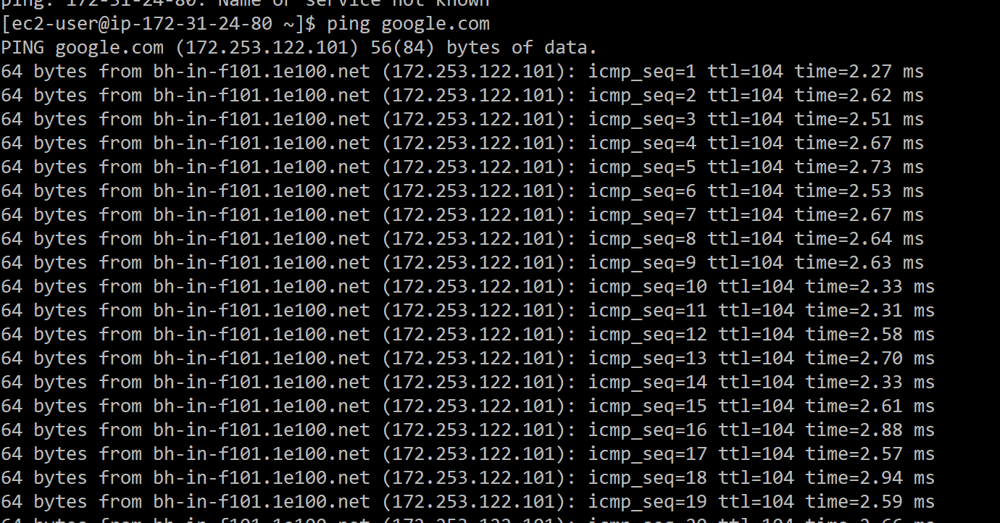 ping: 172-31-24-80: Name or service not known
[ec2-user@ip-172-31-24-80 ~]$ ping google.com
PING google.com (172.253.122.101) 56(84) bytes of data.
64 bytes from bh-in-f101.1e100.net (172.253.122.101): icmp_seq=1 ttl=104 time=2.27 ms
64 bytes from bh-in-f101.1e100.net (172.253.122.101): icmp_seq=2 ttl=104 time=2.62 ms
64 bytes from bh-in-f101.1e100.net (172.253.122.101): icmp_seq=3 ttl=104 time=2.51 ms
64 bytes from bh-in-f101.1e100.net (172.253.122.101): icmp_seq=4 ttl=104 time=2.67 ms
64 bytes from bh-in-f101.1e100.net (172.253.122.101): icmp_seq=5 ttl=104 time=2.73 ms
64 bytes from bh-in-f101.1e100.net (172.253.122.101): icmp_seq=6 ttl=104 time=2.53 ms
64 bytes from bh-in-f101.1e100.net (172.253.122.101): icmp_seq=7 ttl=104 time=2.67 ms
64 bytes from bh-in-f101.1e100.net (172.253.122.101): icmp_seq=8 ttl=104 time=2.64 ms
64 bytes from bh-in-f101.1e100.net (172.253.122.101): icmp_seq=9 ttl=104 time=2.63 ms
64 bytes from bh-in-f101.1e100.net (172.253.122.101): icmp_seq=10 ttl=104 time=2.33 ms
64 bytes from bh-in-f101.1e100.net (172.253.122.101): icmp_seq=11 ttl=104 time=2.31 ms
64 bytes from bh-in-f101.1e100.net (172.253.122.101): icmp_seq=12 ttl=104 time=2.58 ms
64 bytes from bh-in-f101.1e100.net (172.253.122.101): icmp_seq=13 ttl=104 time=2.70 ms
64 bytes from bh-in-f101.1e100.net (172.253.122.101): icmp_seq=14 ttl=104 time=2.33 ms
64 bytes from bh-in-f101.1e100.net (172.253.122.101): icmp_seq=15 ttl=104 time=2.61 ms
64 bytes from bh-in-f101.1e100.net (172.253.122.101): icmp_seq=16 ttl=104 time=2.88 ms
64 bytes from bh-in-f101.1e100.net (172.253.122.101): icmp_seq=17 ttl=104 time=2.57 ms
64 bytes from bh-in-f101.1e100.net (172.253.122.101): icmp_seq=18 ttl=104 time=2.94 ms
64 bytes from bh-in-f101.1e100.net (172.253.122.101): icmp_seq=19 ttl=104 time=2.59 ms
64 bytes from bh-in-f101.1e100.net (172.253.122.101): icmp_seq=20 ttl=104 time=2.66 ms